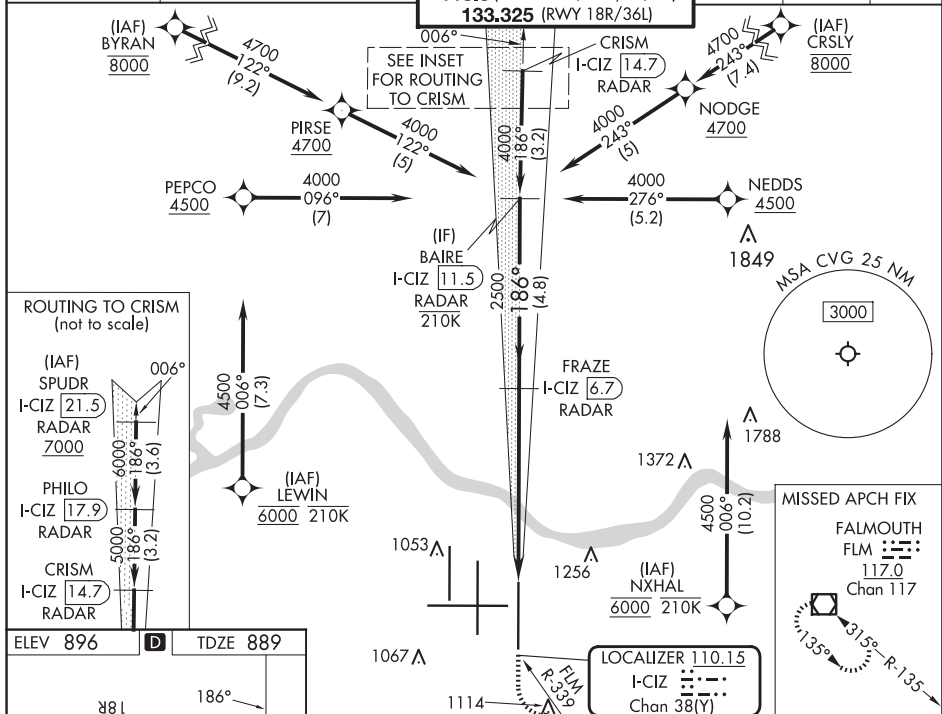 133.325 (RWY 18R/36L)
(IAF)
BYRAN
8000
4700
122°
(9.2)
006°
SEE INSET
FOR ROUTING
TO CRISM
CRISM
I-CIZ 14.7
RADAR
4700
243°
(7.4)
(IAF)
CRSLY
8000
PIRSE
4700
4000
122°
(5)
4000
186°
(3.2)
4000
243°
(5)
NODGE
4700
PEPCO
4500
4000
096°
(7)
4000
276°
(5.2)
NEDDS
4500
1849
(IF)
BAIRE
I-CIZ 11.5
RADAR
210K
2500
186°
(4.8)
MSA CVG 25 NM
3000
ROUTING TO CRISM
(not to scale)
(IAF)
SPUDR
I-CIZ 21.5
RADAR
7000
006°
6000
186°
(3.6)
PHILO
I-CIZ 17.9
RADAR
5000
186°
(3.2)
CRISM
I-CIZ 14.7
RADAR
4500
006°
(7.3)
(IAF)
LEWIN
6000 210K
FRAZE
I-CIZ 6.7
RADAR
1788
1372
4500
006°
(10.2)
1053
1256
(IAF)
NXHAL
6000 210K
MISSED APCH FIX
FALMOUTH
FLM
117.0
Chan 117
315°
135°
R-135
ELEV 896
D
TDZE 889
1067
1114
FLM
R-339
LOCALIZER 110.15
I-CIZ
Chan 38(Y)
18R
186°